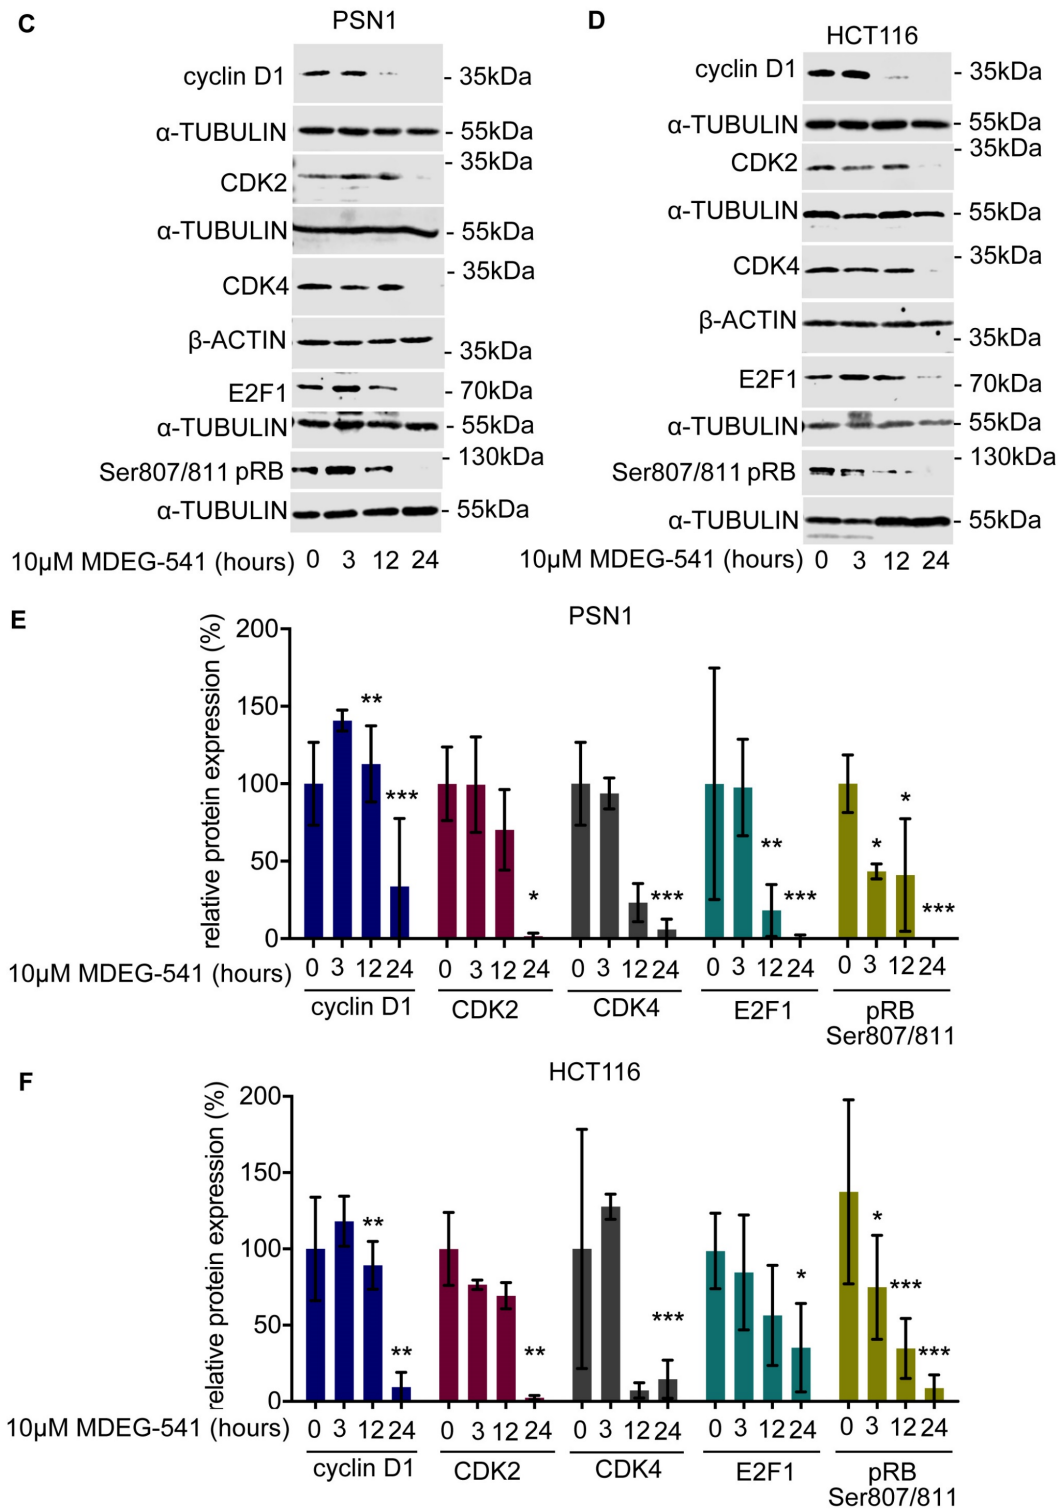 C
PSN1
cyclin D1 - 35kDa
α-TUBULIN - 55kDa
- 35kDa
CDK2
α-TUBULIN - 55kDa
- 35kDa
CDK4
β-ACTIN
- 35kDa
E2F1 - 70kDa
α-TUBULIN - 55kDa
- 130kDa
Ser807/811 pRB
α-TUBULIN - 55kDa
10μM MDEG-541 (hours) 0 3 12 24
D
HCT116
cyclin D1 - 35kDa
α-TUBULIN - 55kDa
- 35kDa
CDK2
α-TUBULIN - 55kDa
- 35kDa
CDK4
β-ACTIN
- 35kDa
E2F1 - 70kDa
α-TUBULIN - 55kDa
- 130kDa
Ser807/811 pRB
α-TUBULIN - 55kDa
10μM MDEG-541 (hours) 0 3 12 24
E
PSN1
relative protein expression (%)
200
150
100
50
0
** *** * *** ** *** * * ***
10μM MDEG-541 (hours) 0 3 12 24 0 3 12 24 0 3 12 24 0 3 12 24 0 3 12 24
cyclin D1 CDK2 CDK4 E2F1 pRB
Ser807/811
F
HCT116
relative protein expression (%)
200
150
100
50
0
** ** ** *** * * *** ***
10μM MDEG-541 (hours) 0 3 12 24 0 3 12 24 0 3 12 24 0 3 12 24 0 3 12 24
cyclin D1 CDK2 CDK4 E2F1 pRB
Ser807/811